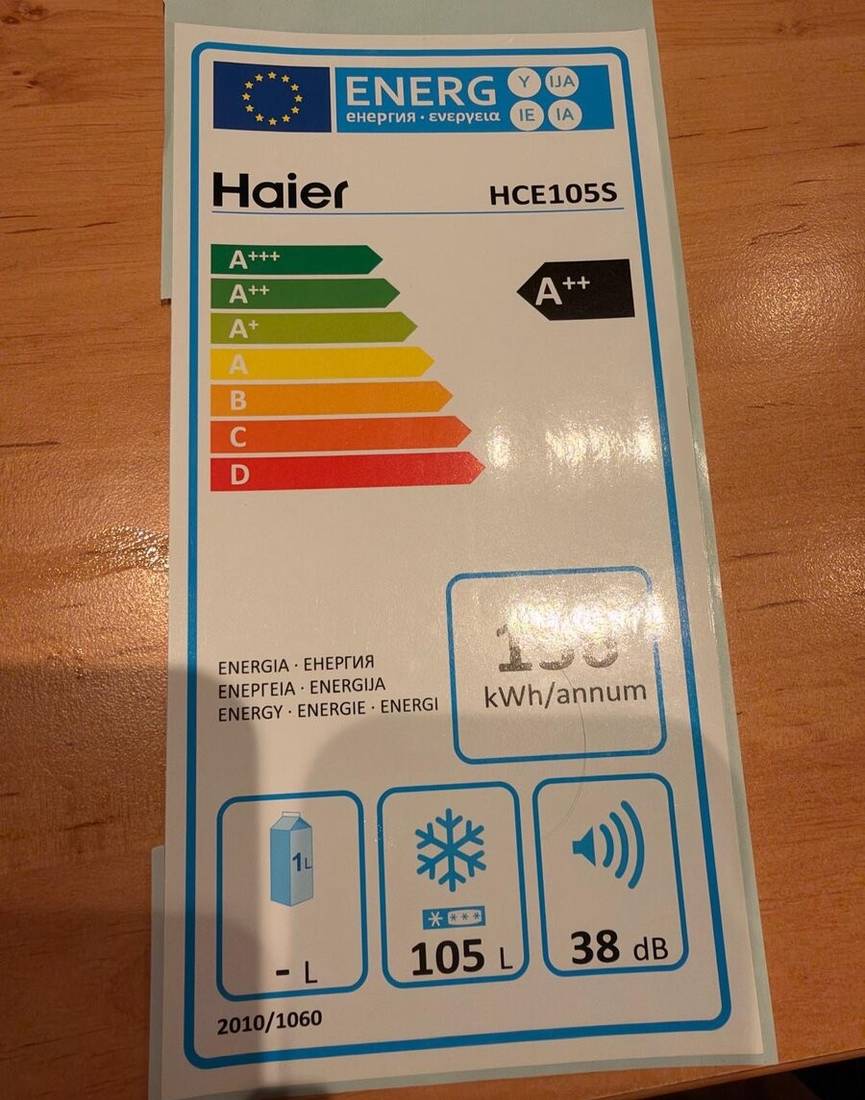 ENERG
Y IJA
енергия · ενεργεια
IE IA
Haier HCE105S
A+++
A++
A++
A+
A
B
C
D
kWh/annum
ENERGIA · ЕНЕРГИЯ
ΕΝΕΡΓΕΙΑ · ENERGIJA
ENERGY · ENERGIE · ENERGI
1L
- L
105 L
38 dB
2010/1060